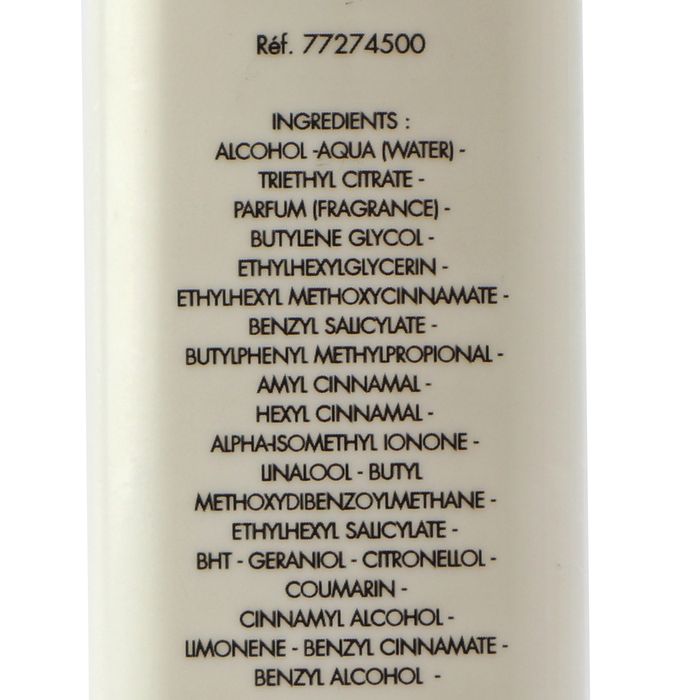 Réf. 77274500
INGREDIENTS :
ALCOHOL -AQUA (WATER) -
TRIETHYL CITRATE -
PARFUM (FRAGRANCE) -
BUTYLENE GLYCOL -
ETHYLHEXYLGLYCERIN -
ETHYLHEXYL METHOXYCINNAMATE -
BENZYL SALICYLATE -
BUTYLPHENYL METHYLPROPIONAL -
AMYL CINNAMAL -
HEXYL CINNAMAL -
ALPHA-ISOMETHYL IONONE -
LINALOOL - BUTYL
METHOXYDIBENZOYLMETHANE -
ETHYLHEXYL SALICYLATE -
BHT - GERANIOL - CITRONELLOL -
COUMARIN -
CINNAMYL ALCOHOL -
LIMONENE - BENZYL CINNAMATE -
BENZYL ALCOHOL -